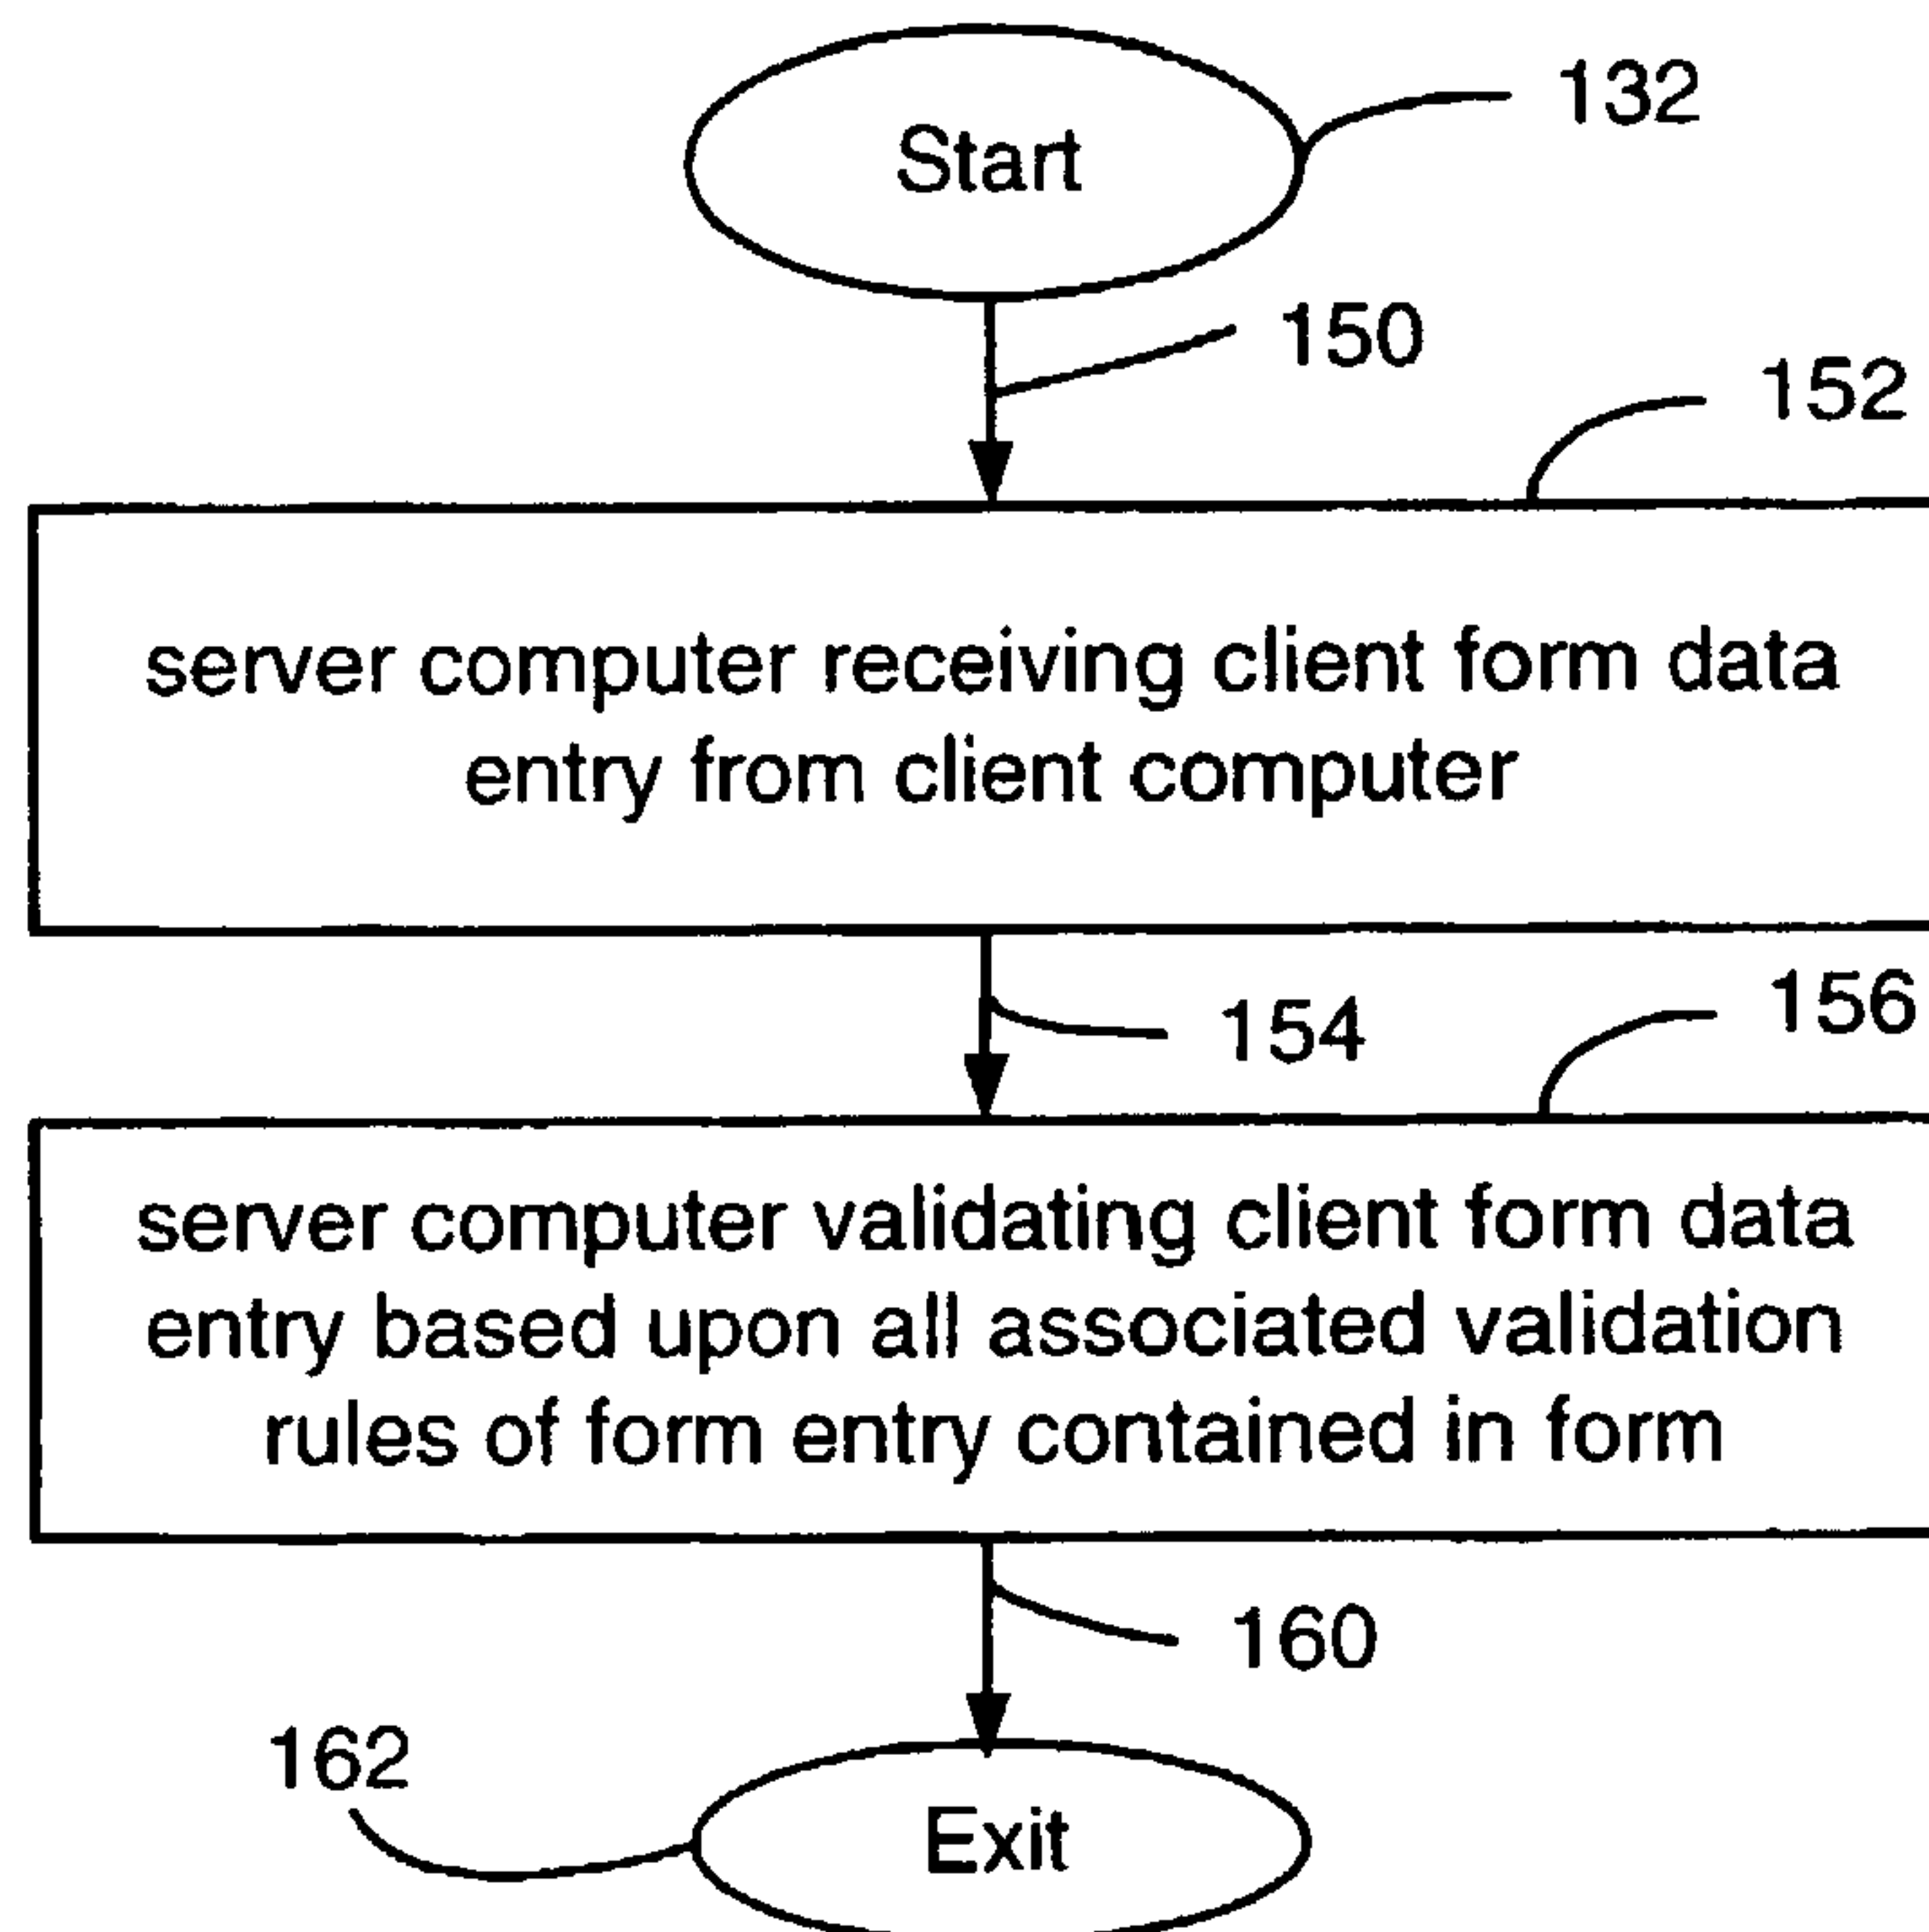 Start
132
150
152
server computer receiving client form data
entry from client computer
154
156
server computer validating client form data
entry based upon all associated validation
rules of form entry contained in form
160
162
Exit